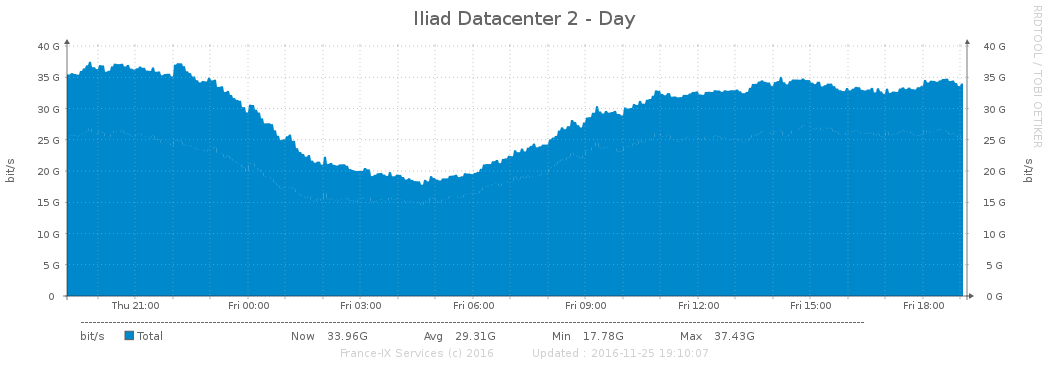 Iliad Datacenter 2 - Day
RRDTOOL / TOBI OETIKER
40 G 40 G
35 G 35 G
30 G 30 G
25 G 25 G
20 G 20 G
15 G 15 G
10 G 10 G
5 G 5 G
0 0 G
bit/s bit/s
Thu 21:00 Fri 00:00 Fri 03:00 Fri 06:00 Fri 09:00 Fri 12:00 Fri 15:00 Fri 18:00
bit/s Total Now 33.96G Avg 29.31G Min 17.78G Max 37.43G
France-IX Services (c) 2016 Updated : 2016-11-25 19:10:07